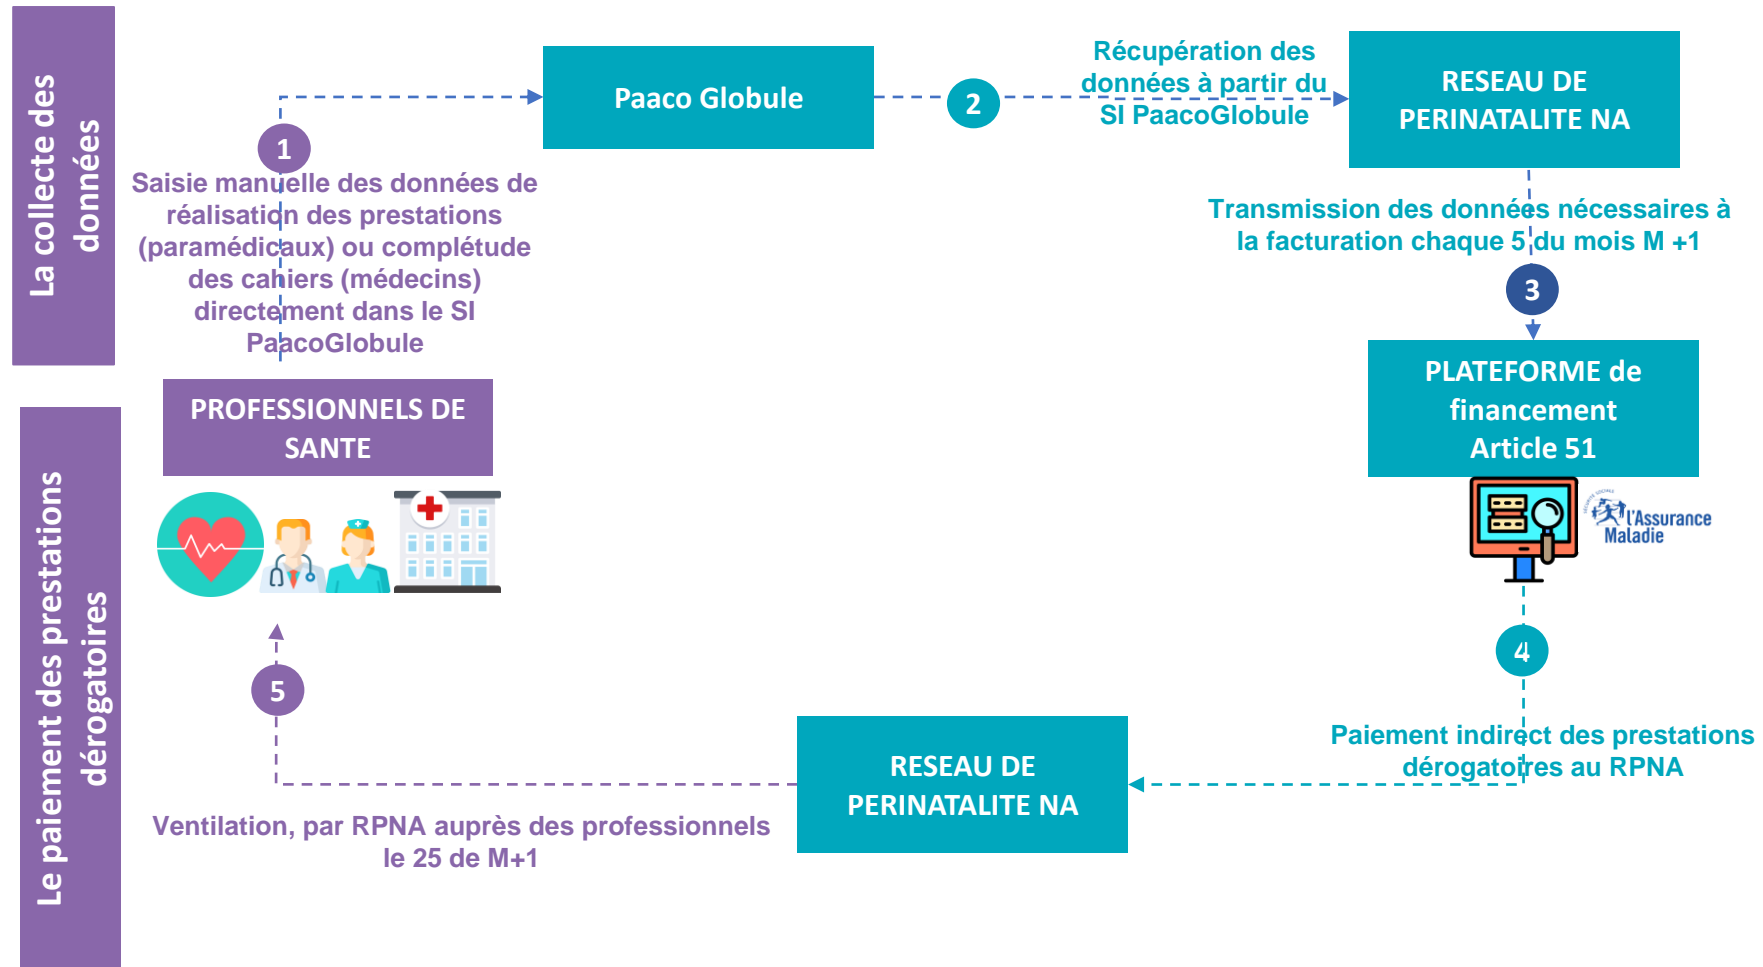 La collecte des
données
Paaco Globule
2
Récupération des
données à partir du
SI PaacoGlobule
RESEAU DE
PERINATALITE NA
1
Saisie manuelle des données de
réalisation des prestations
(paramédicaux) ou complétude
des cahiers (médecins)
directement dans le SI
PaacoGlobule
Transmission des données nécessaires à
la facturation chaque 5 du mois M +1
3
PROFESSIONNELS DE
SANTE
PLATEFORME de
financement
Article 51
SÉCURITÉ SOCIALE
l'Assurance
Maladie
Le paiement des prestations
dérogatoires
4
5
Paiement indirect des prestations
dérogatoires au RPNA
RESEAU DE
PERINATALITE NA
Ventilation, par RPNA auprès des professionnels
le 25 de M+1